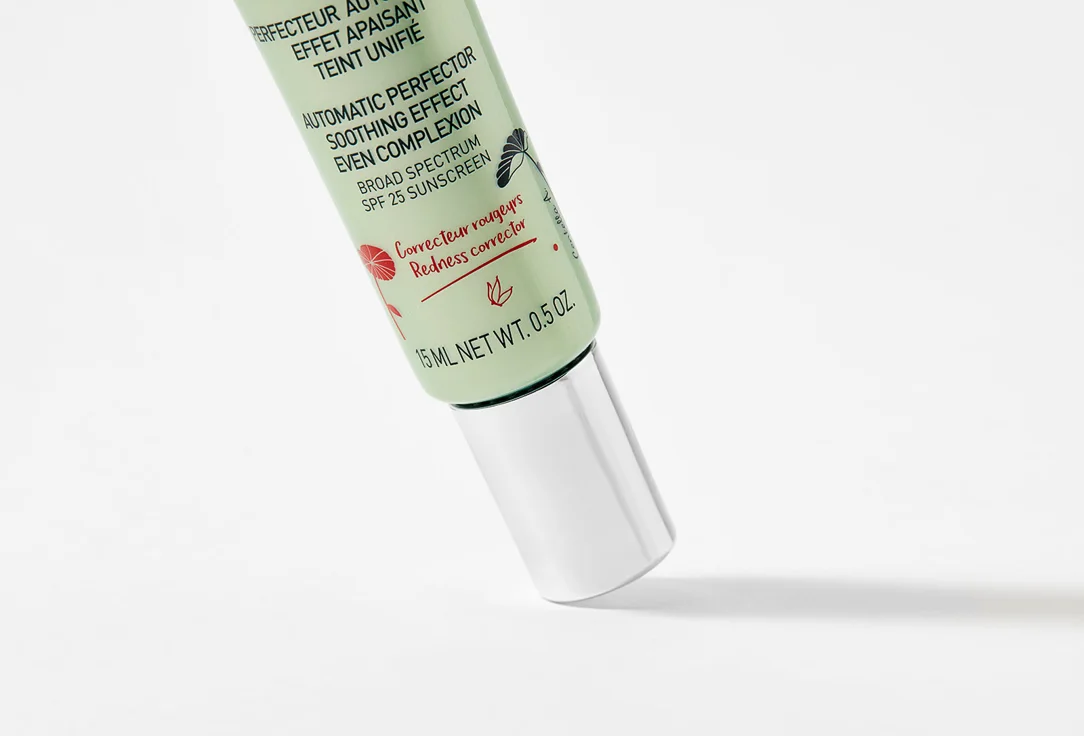 PERFECTEUR
EFFET APAISANT
TEINT UNIFIÉ
AUTOMATIC PERFECTOR
SOOTHING EFFECT
EVEN COMPLEXION
BROAD SPECTRUM
SPF 25 SUNSCREEN
Correcteur rougeurs
Redness corrector
15 ML NET WT. 0.5 OZ.